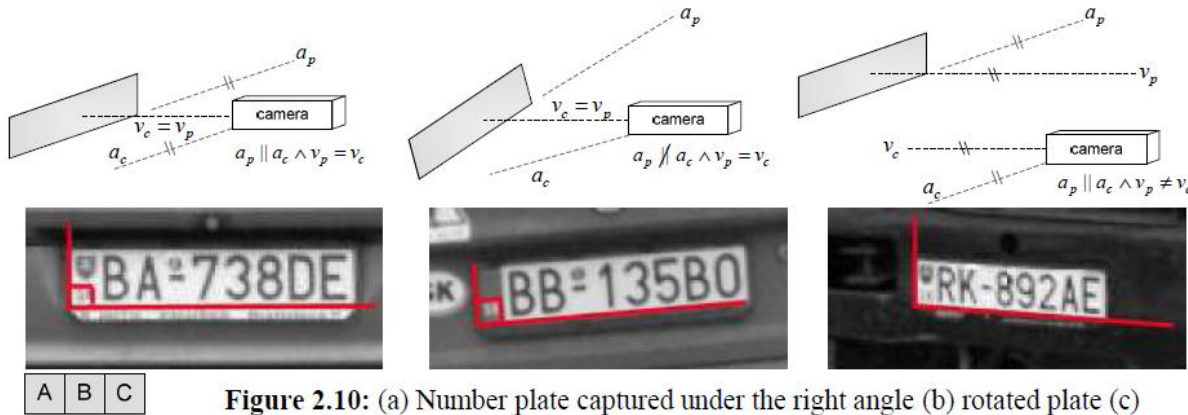 a_p
v_c = v_p
camera
a_c
a_p ∥ a_c ∧ v_p = v_c
a_p
v_c = v_p
camera
a_c
a_p ∦ a_c ∧ v_p = v_c
a_p
v_p
v_c
camera
a_c
a_p ∥ a_c ∧ v_p ≠ v_c
BA 738DE
SK
BB 135BO
RK-892AE
A B C
Figure 2.10: (a) Number plate captured under the right angle (b) rotated plate (c)